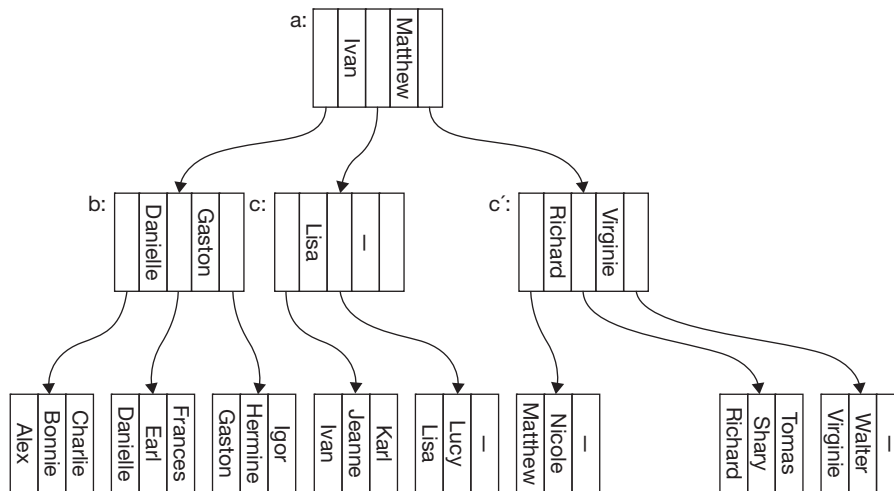 a:
Ivan
Matthew
b:
Danielle
Gaston
c:
Lisa
–
c´:
Richard
Virginie
Alex
Bonnie
Charlie
Danielle
Earl
Frances
Gaston
Hermine
Igor
Ivan
Jeanne
Karl
Lisa
Lucy
–
Matthew
Nicole
–
Richard
Shary
Tomas
Virginie
Walter
–